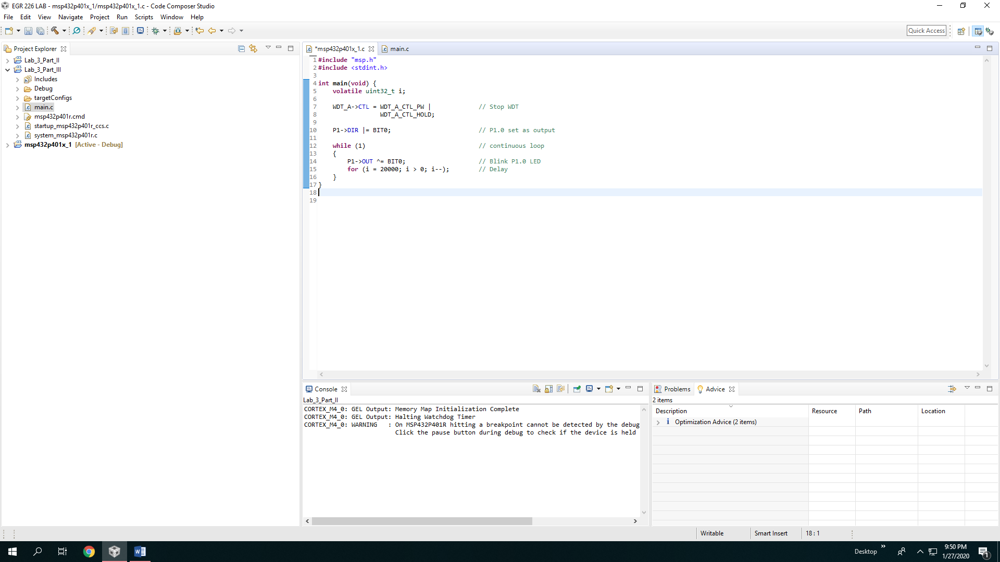 EGR 226 LAB - msp432p401x_1/msp432p401x_1.c - Code Composer Studio
File Edit View Navigate Project Run Scripts Window Help
Quick Access
Project Explorer
Lab_3_Part_II
Lab_3_Part_III
Includes
Debug
targetConfigs
main.c
msp432p401r.cmd
startup_msp432p401r_ccs.c
system_msp432p401r.c
msp432p401x_1 [Active - Debug]
*msp432p401x_1.c main.c
1 #include "msp.h"
2 #include <stdint.h>
3
4 int main(void) {
5     volatile uint32_t i;
6
7     WDT_A->CTL = WDT_A_CTL_PW |             // Stop WDT
8                  WDT_A_CTL_HOLD;
9
10     P1->DIR |= BIT0;                        // P1.0 set as output
11
12     while (1)                               // continuous loop
13     {
14         P1->OUT ^= BIT0;                    // Blink P1.0 LED
15         for (i = 20000; i > 0; i--);        // Delay
16     }
17 }
18
19
Console
Lab_3_Part_II
CORTEX_M4_0: GEL Output: Memory Map Initialization Complete
CORTEX_M4_0: GEL Output: Halting Watchdog Timer
CORTEX_M4_0: WARNING   : On MSP432P401R hitting a breakpoint cannot be detected by the debug
Click the pause button during debug to check if the device is held
Problems Advice
2 items
Description Resource Path Location
Optimization Advice (2 items)
Writable Smart Insert 18 : 1
Desktop
9:50 PM
1/27/2020
1